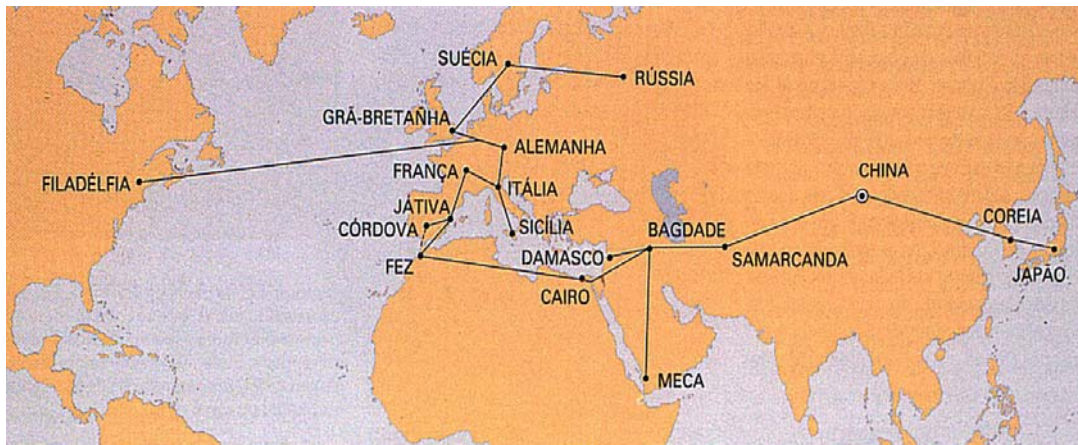 SUÉCIA
RÚSSIA
GRÃ-BRETAÑHA
ALEMANHA
FRANÇA
FILADÉLFIA
ITÁLIA
CHINA
JÁTIVA
CÓRDOVA
SICÍLIA
COREIA
BAGDADE
DAMASCO
SAMARCANDA
FEZ
JAPÃO
CAIRO
MECA